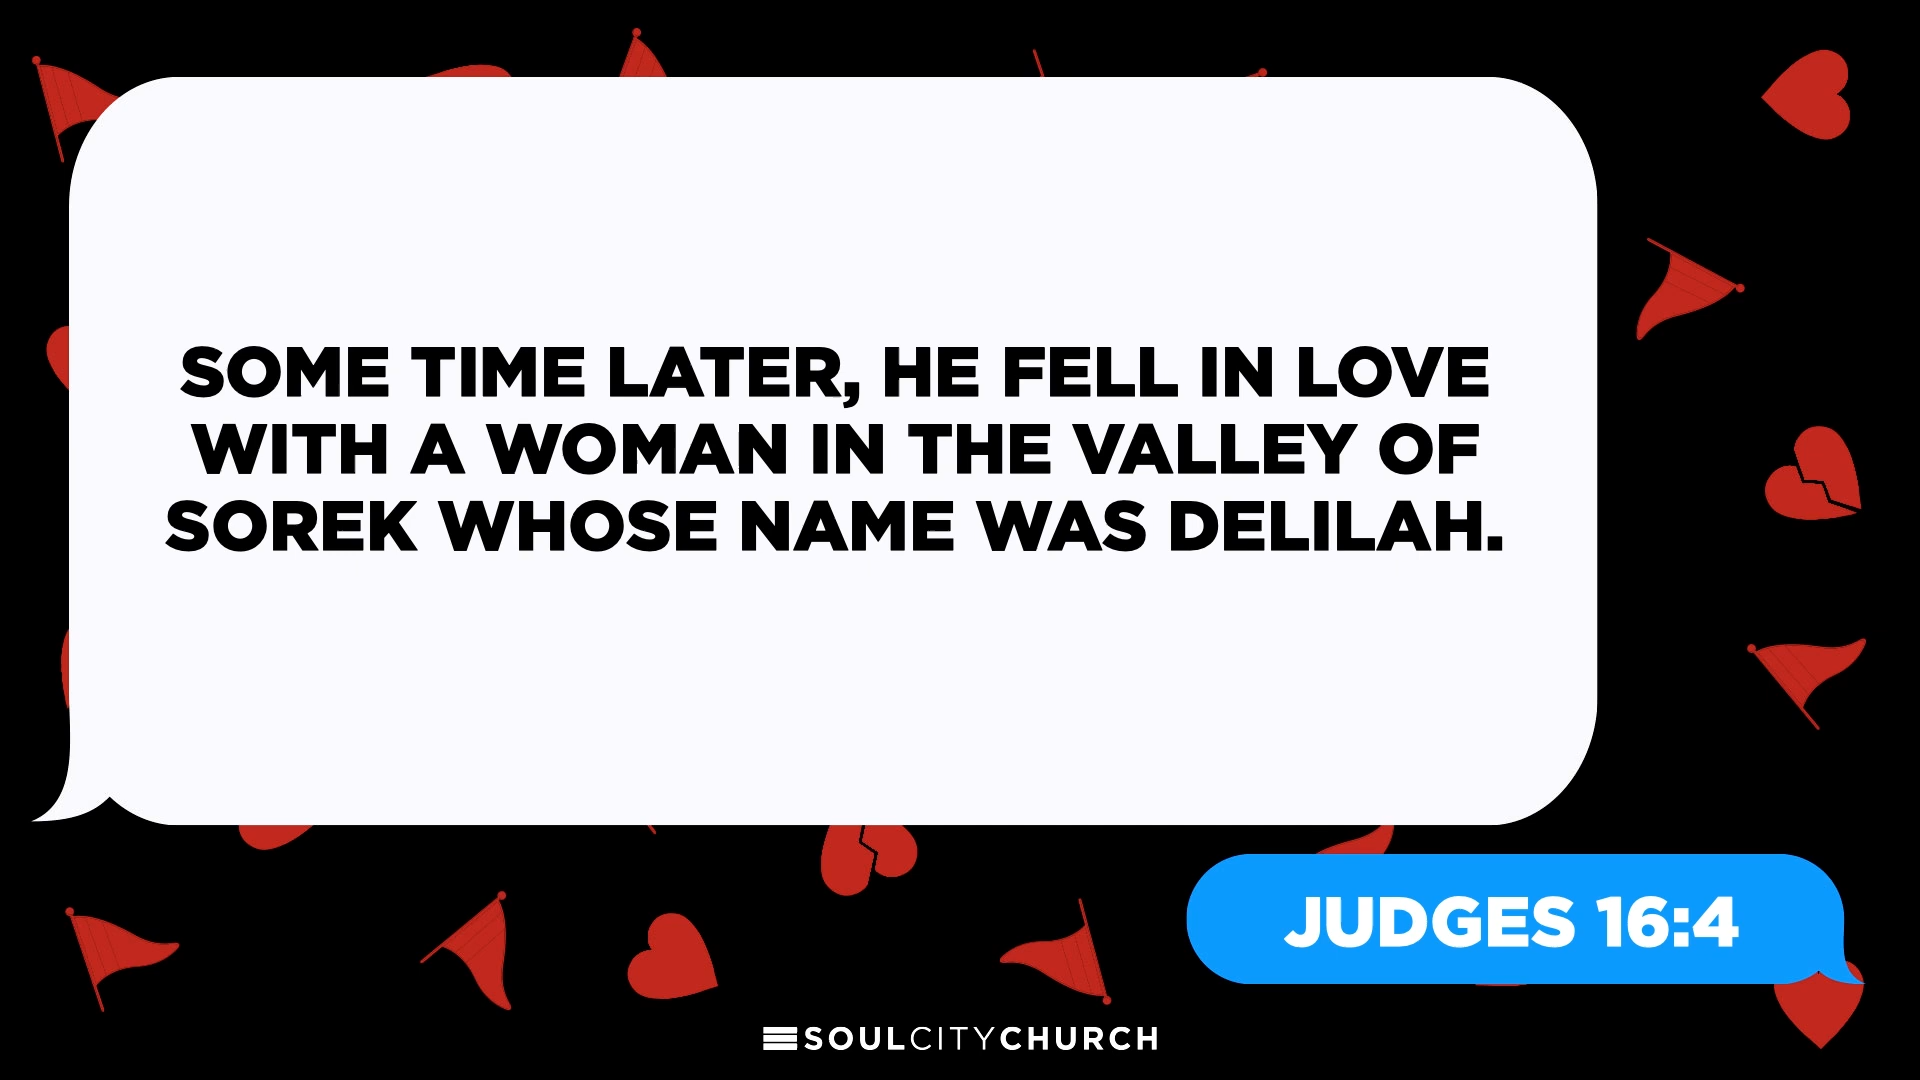 SOME TIME LATER, HE FELL IN LOVE
WITH A WOMAN IN THE VALLEY OF
SOREK WHOSE NAME WAS DELILAH.
JUDGES 16:4
SOULCITYCHURCH